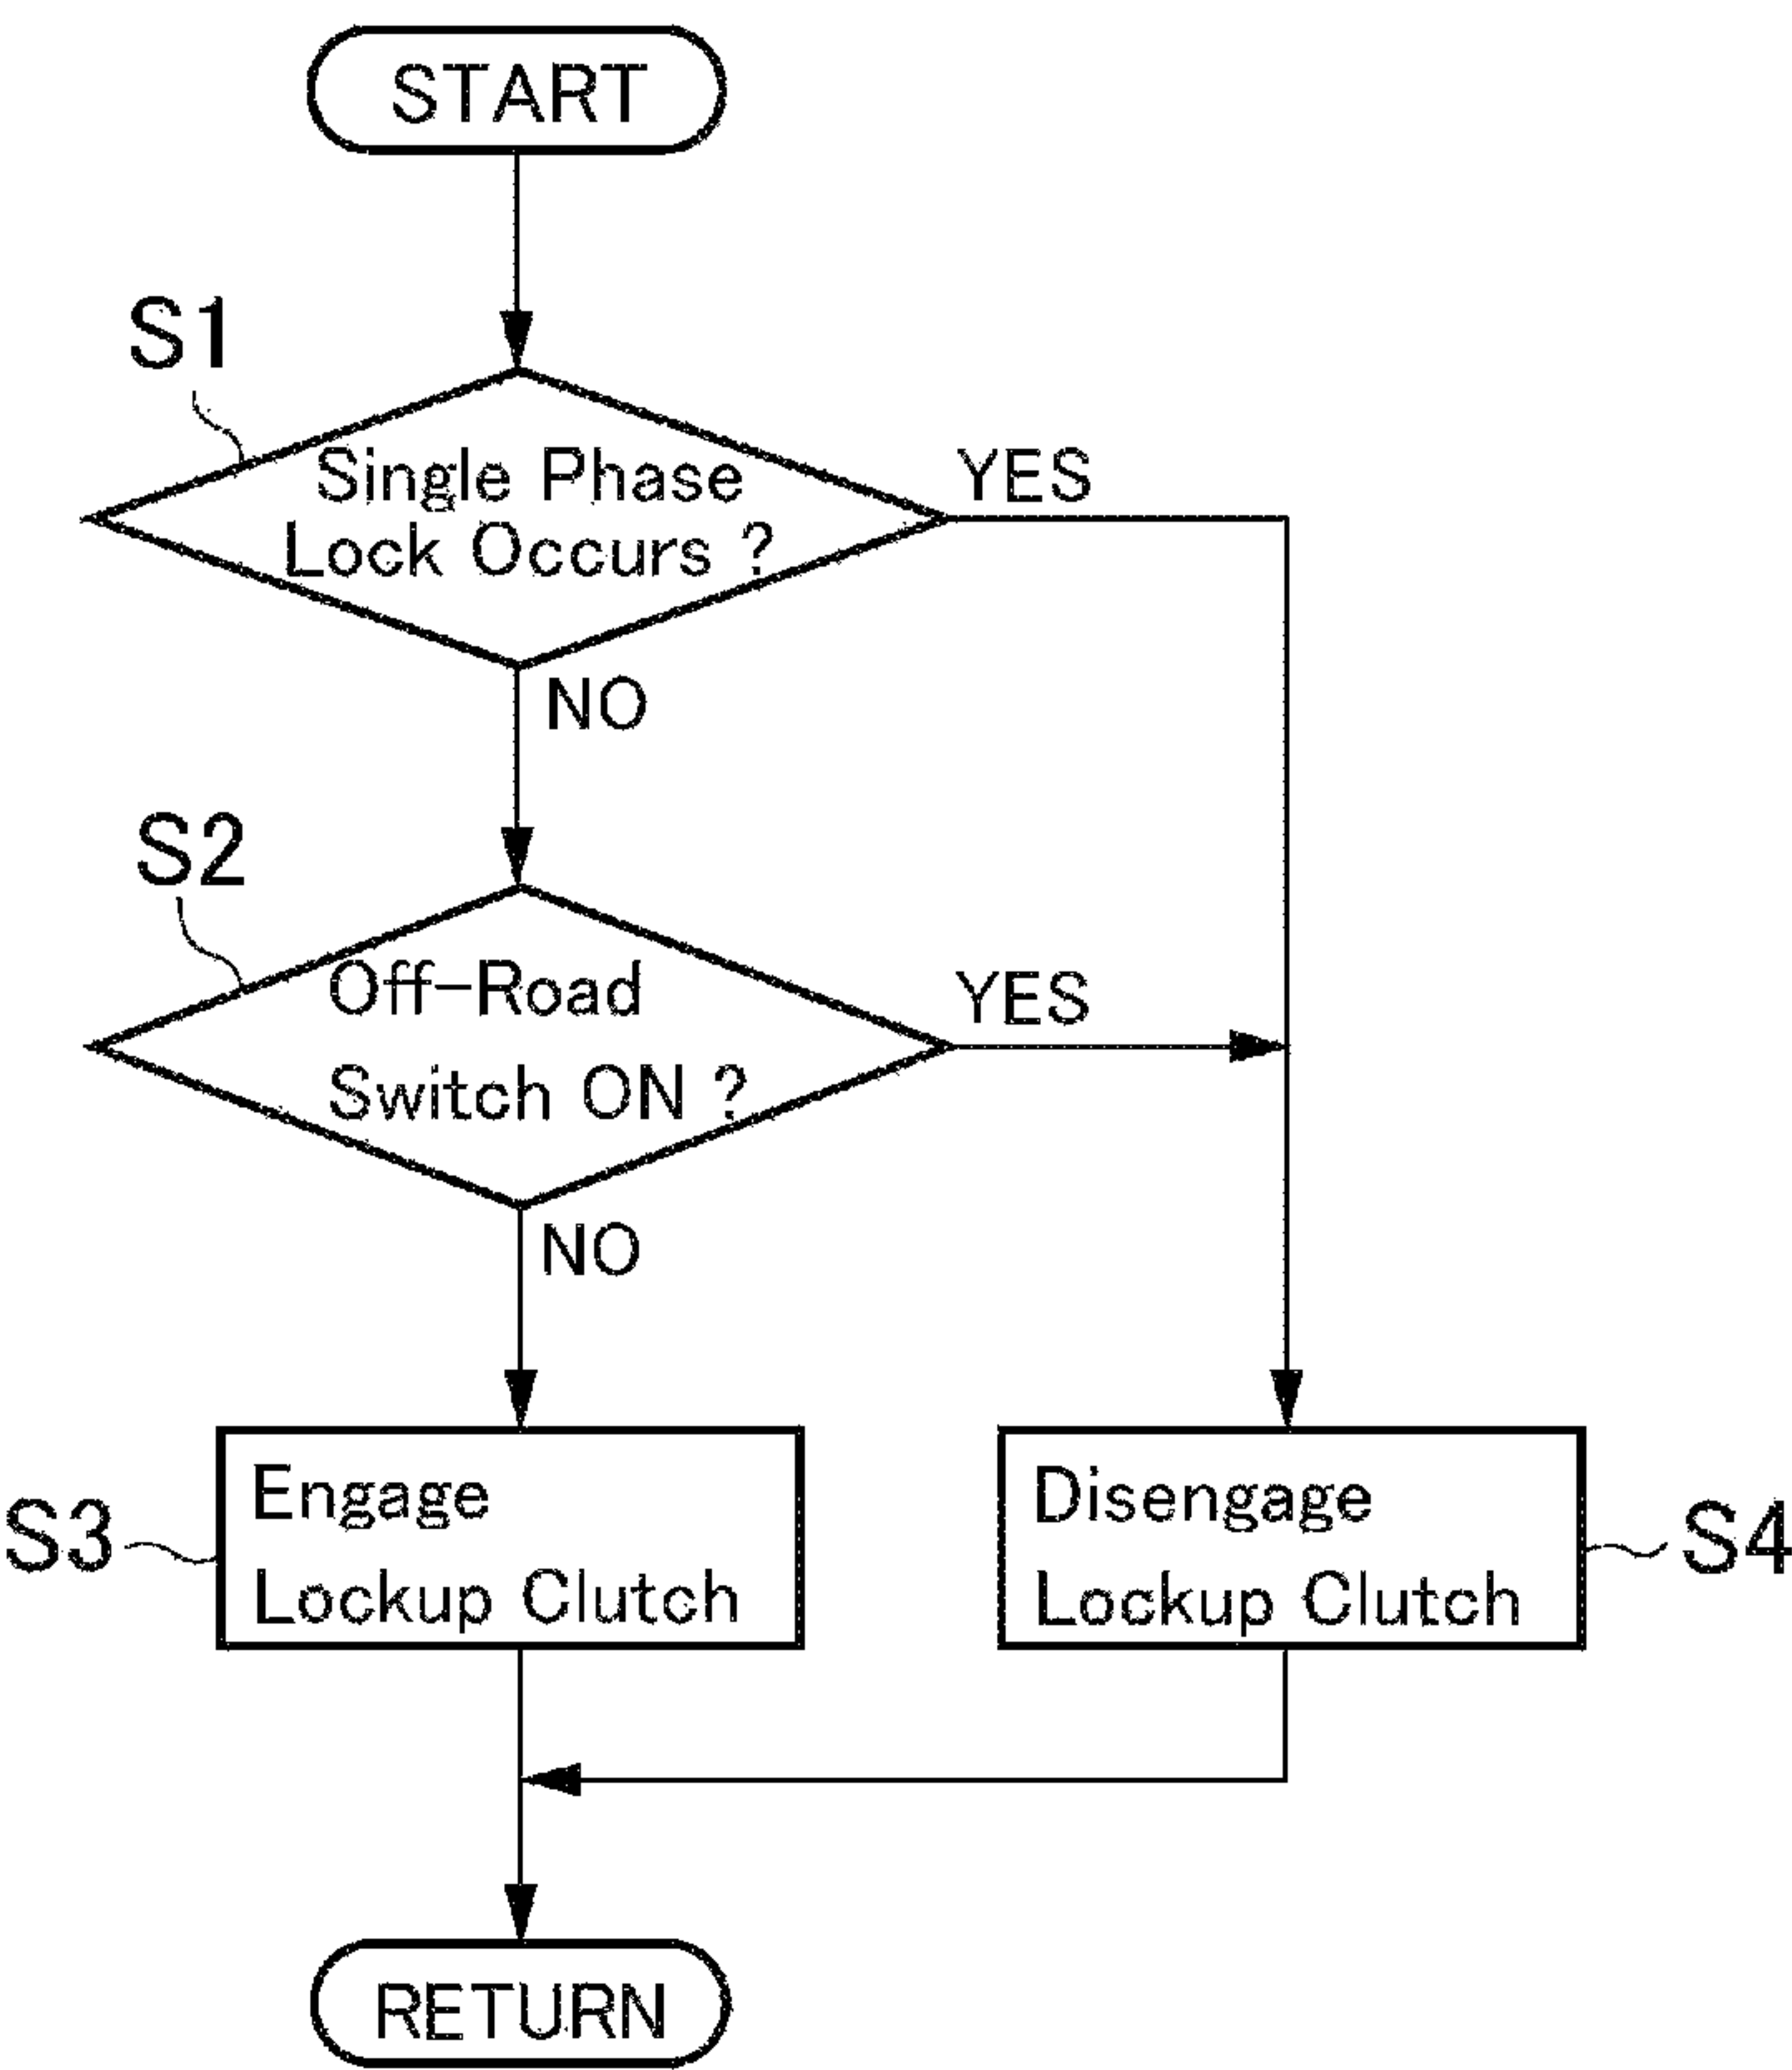 START
S1
Single Phase
Lock Occurs ?
YES
NO
S2
Off-Road
Switch ON ?
YES
NO
S3
Engage
Lockup Clutch
Disengage
Lockup Clutch
S4
RETURN